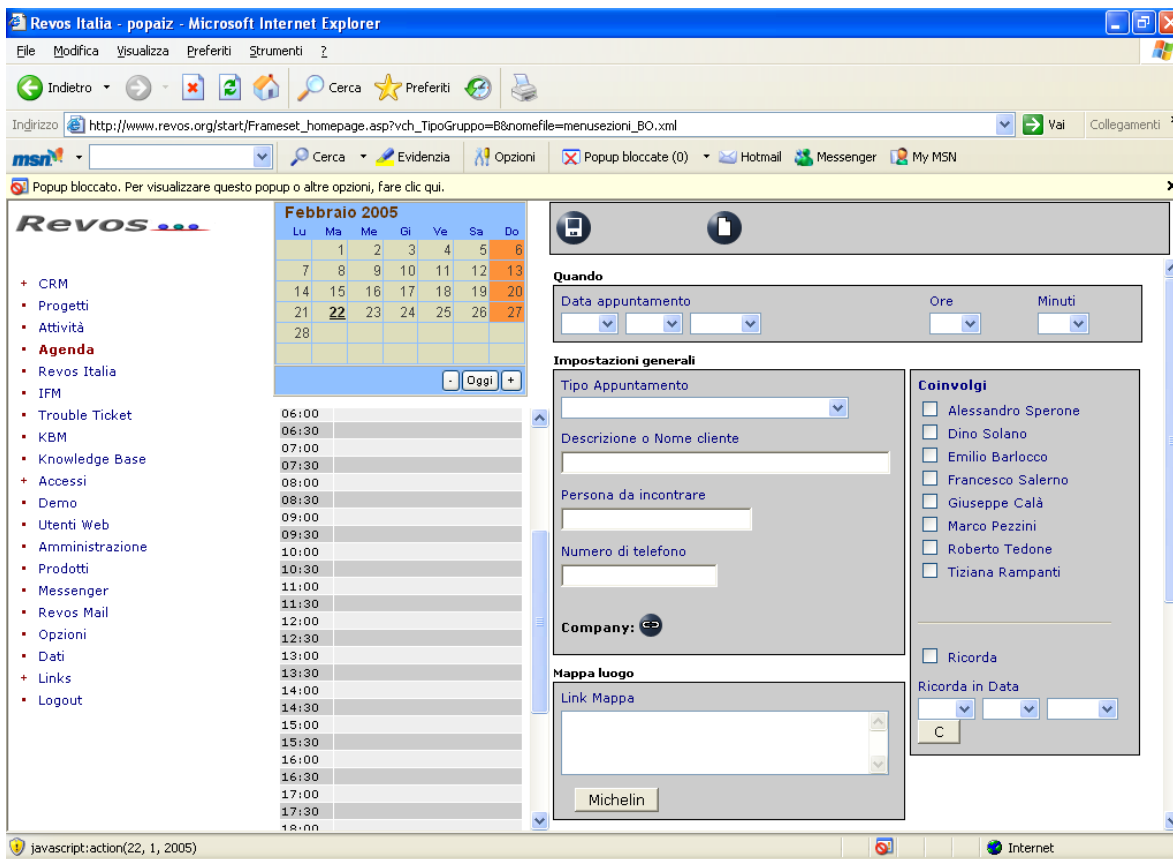 Revos Italia - popaiz - Microsoft Internet Explorer
File Modifica Visualizza Preferiti Strumenti ?
Indietro Cerca Preferiti
Indirizzo http://www.revos.org/start/Frameset_homepage.asp?vch_TipoGruppo=B&nomefile=menusezioni_BO.xml Vai Collegamenti
msn Cerca Evidenzia Opzioni Popup bloccate (0) Hotmail Messenger My MSN
Popup bloccato. Per visualizzare questo popup o altre opzioni, fare clic qui.
Revos
+ CRM
Progetti
Attività
Agenda
Revos Italia
IFM
Trouble Ticket
KBM
Knowledge Base
+ Accessi
Demo
Utenti Web
Amministrazione
Prodotti
Messenger
Revos Mail
Opzioni
Dati
+ Links
Logout
Febbraio 2005
Lu Ma Me Gi Ve Sa Do
1 2 3 4 5 6
7 8 9 10 11 12 13
14 15 16 17 18 19 20
21 22 23 24 25 26 27
28
- Oggi +
06:00
06:30
07:00
07:30
08:00
08:30
09:00
09:30
10:00
10:30
11:00
11:30
12:00
12:30
13:00
13:30
14:00
14:30
15:00
15:30
16:00
16:30
17:00
17:30
18:00
Quando
Data appuntamento Ore Minuti
Impostazioni generali
Tipo Appuntamento
Descrizione o Nome cliente
Persona da incontrare
Numero di telefono
Company:
Mappa luogo
Link Mappa
Michelin
Coinvolgi
Alessandro Sperone
Dino Solano
Emilio Barlocco
Francesco Salerno
Giuseppe Calà
Marco Pezzini
Roberto Tedone
Tiziana Rampanti
Ricorda
Ricorda in Data
C
javascript:action(22, 1, 2005) Internet